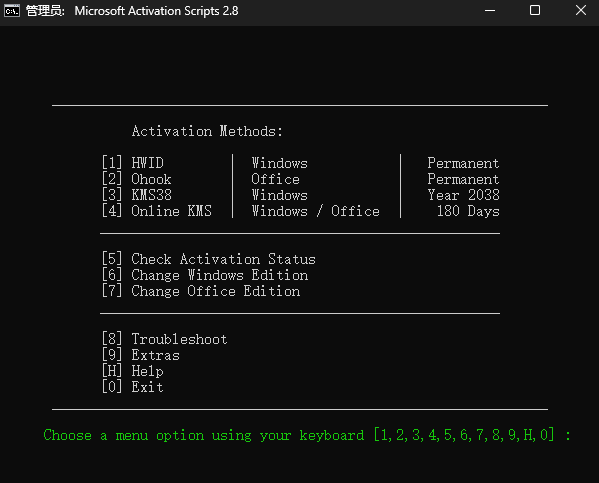 管理员: Microsoft Activation Scripts 2.8
Activation Methods:
[1] HWID | Windows | Permanent
[2] Ohook | Office | Permanent
[3] KMS38 | Windows | Year 2038
[4] Online KMS | Windows / Office | 180 Days
[5] Check Activation Status
[6] Change Windows Edition
[7] Change Office Edition
[8] Troubleshoot
[9] Extras
[H] Help
[0] Exit
Choose a menu option using your keyboard [1,2,3,4,5,6,7,8,9,H,0] :